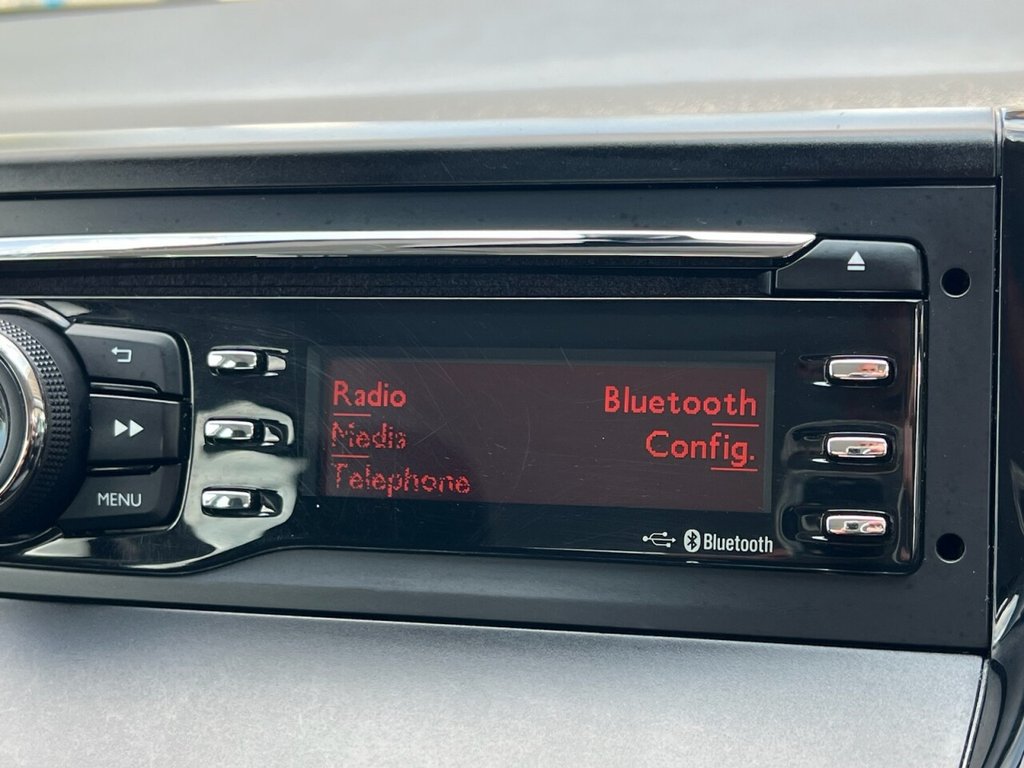 Radio
Bluetooth
Media
Config.
Telephone
MENU
Bluetooth